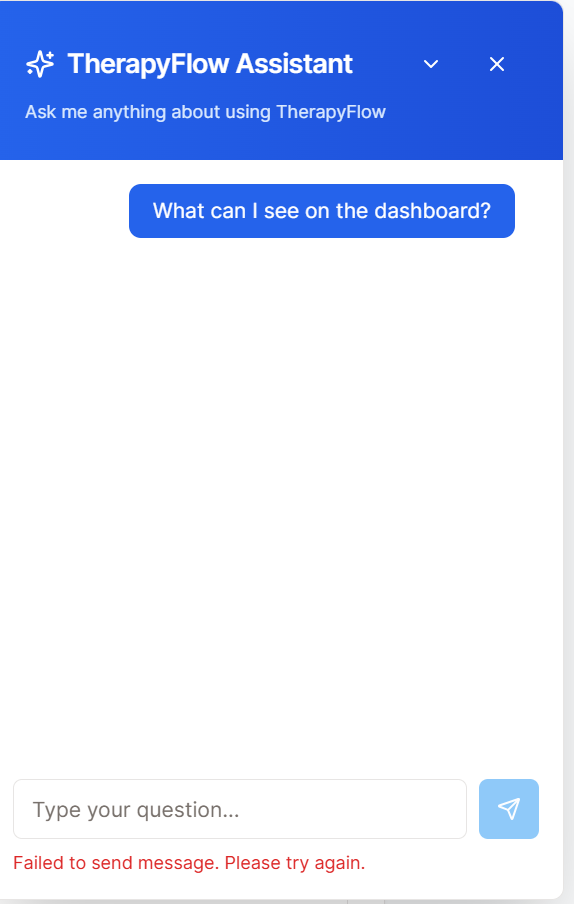 TherapyFlow Assistant
Ask me anything about using TherapyFlow
What can I see on the dashboard?
Type your question...
Failed to send message. Please try again.